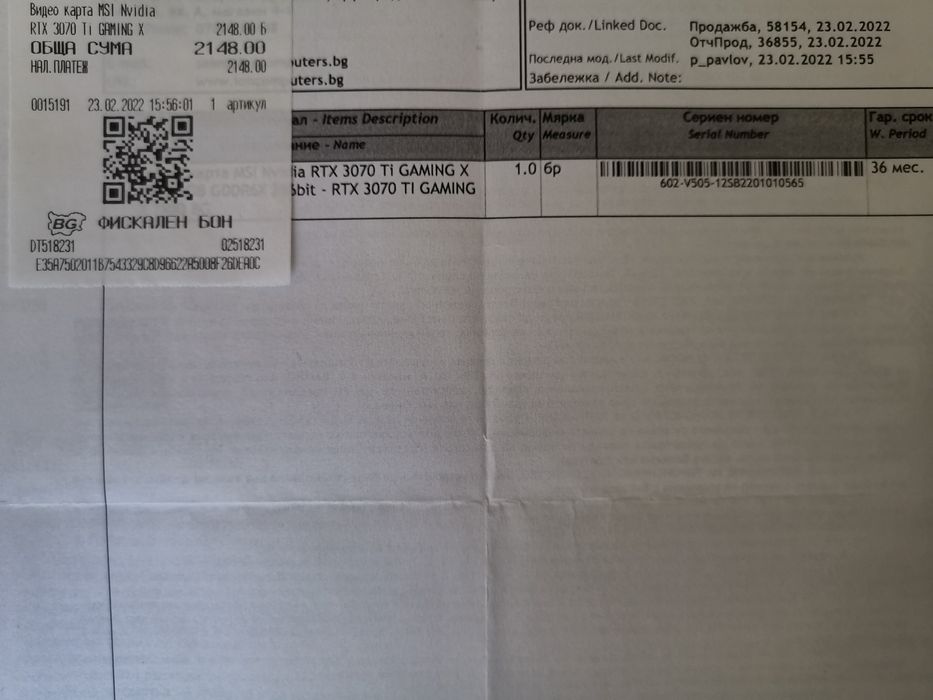 Видео карта MSI Nvidia
RTX 3070 Ti GAMING X 2148.00 Б
ОБЩА СУМА 2148.00
НАЛ.ПЛАТЕЖ 2148.00
0015191 23.02.2022 15:56:01 1 артикул
BG ФИСКАЛЕН БОН
DT518231 02518231
E35A7502011B7543329C8D96622A5008F26DEA0C
Реф док./Linked Doc. Продажба, 58154, 23.02.2022
ОтчПрод, 36855, 23.02.2022
Последна мод./Last Modif. p_pavlov, 23.02.2022 15:55
Забележка / Add. Note:
uters.bg
uters.bg
ал - Items Description Колич. Мярка Сериен номер Гар. срок
ние - Name Qty Measure Serial Number W. Period
ia RTX 3070 Ti GAMING X 1.0 бр 36 мес.
6bit - RTX 3070 TI GAMING 602-V505-12SB2201010565